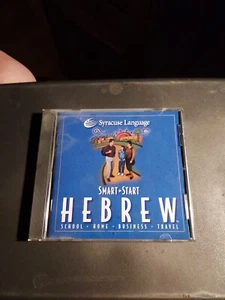 Syracuse Language
SMART•START
HEBREW
SCHOOL • HOME • BUSINESS • TRAVEL